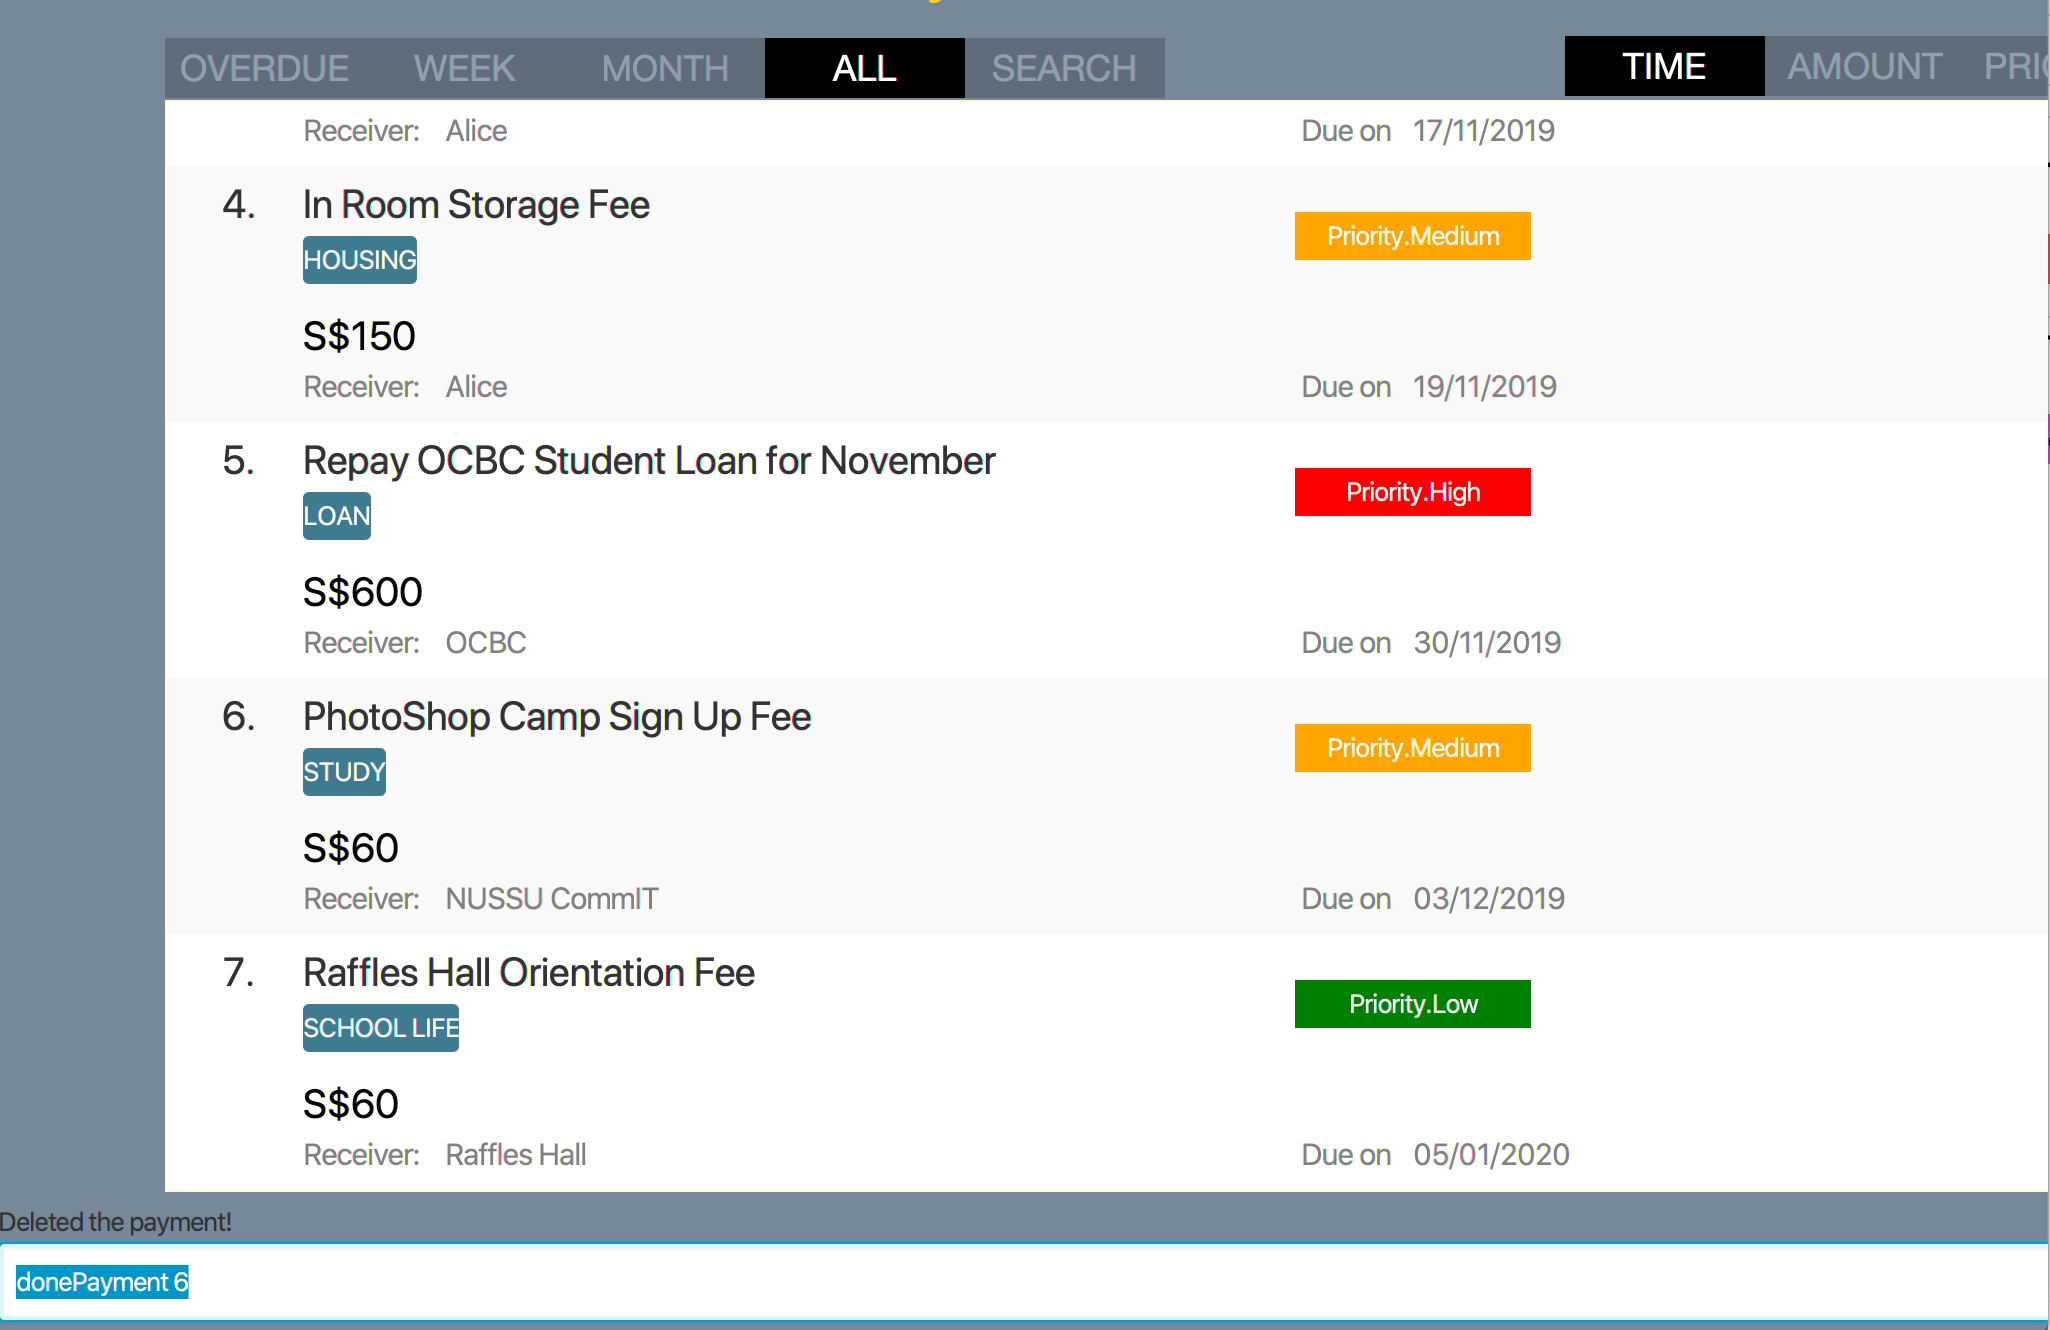 OVERDUE WEEK MONTH ALL SEARCH TIME AMOUNT
Receiver: Alice Due on 17/11/2019
4. In Room Storage Fee
Priority.Medium
HOUSING
S$150
Receiver: Alice Due on 19/11/2019
5. Repay OCBC Student Loan for November
Priority.High
LOAN
S$600
Receiver: OCBC Due on 30/11/2019
6. PhotoShop Camp Sign Up Fee
Priority.Medium
STUDY
S$60
Receiver: NUSSU CommIT Due on 03/12/2019
7. Raffles Hall Orientation Fee
Priority.Low
SCHOOL LIFE
S$60
Receiver: Raffles Hall Due on 05/01/2020
Deleted the payment!
donePayment 6